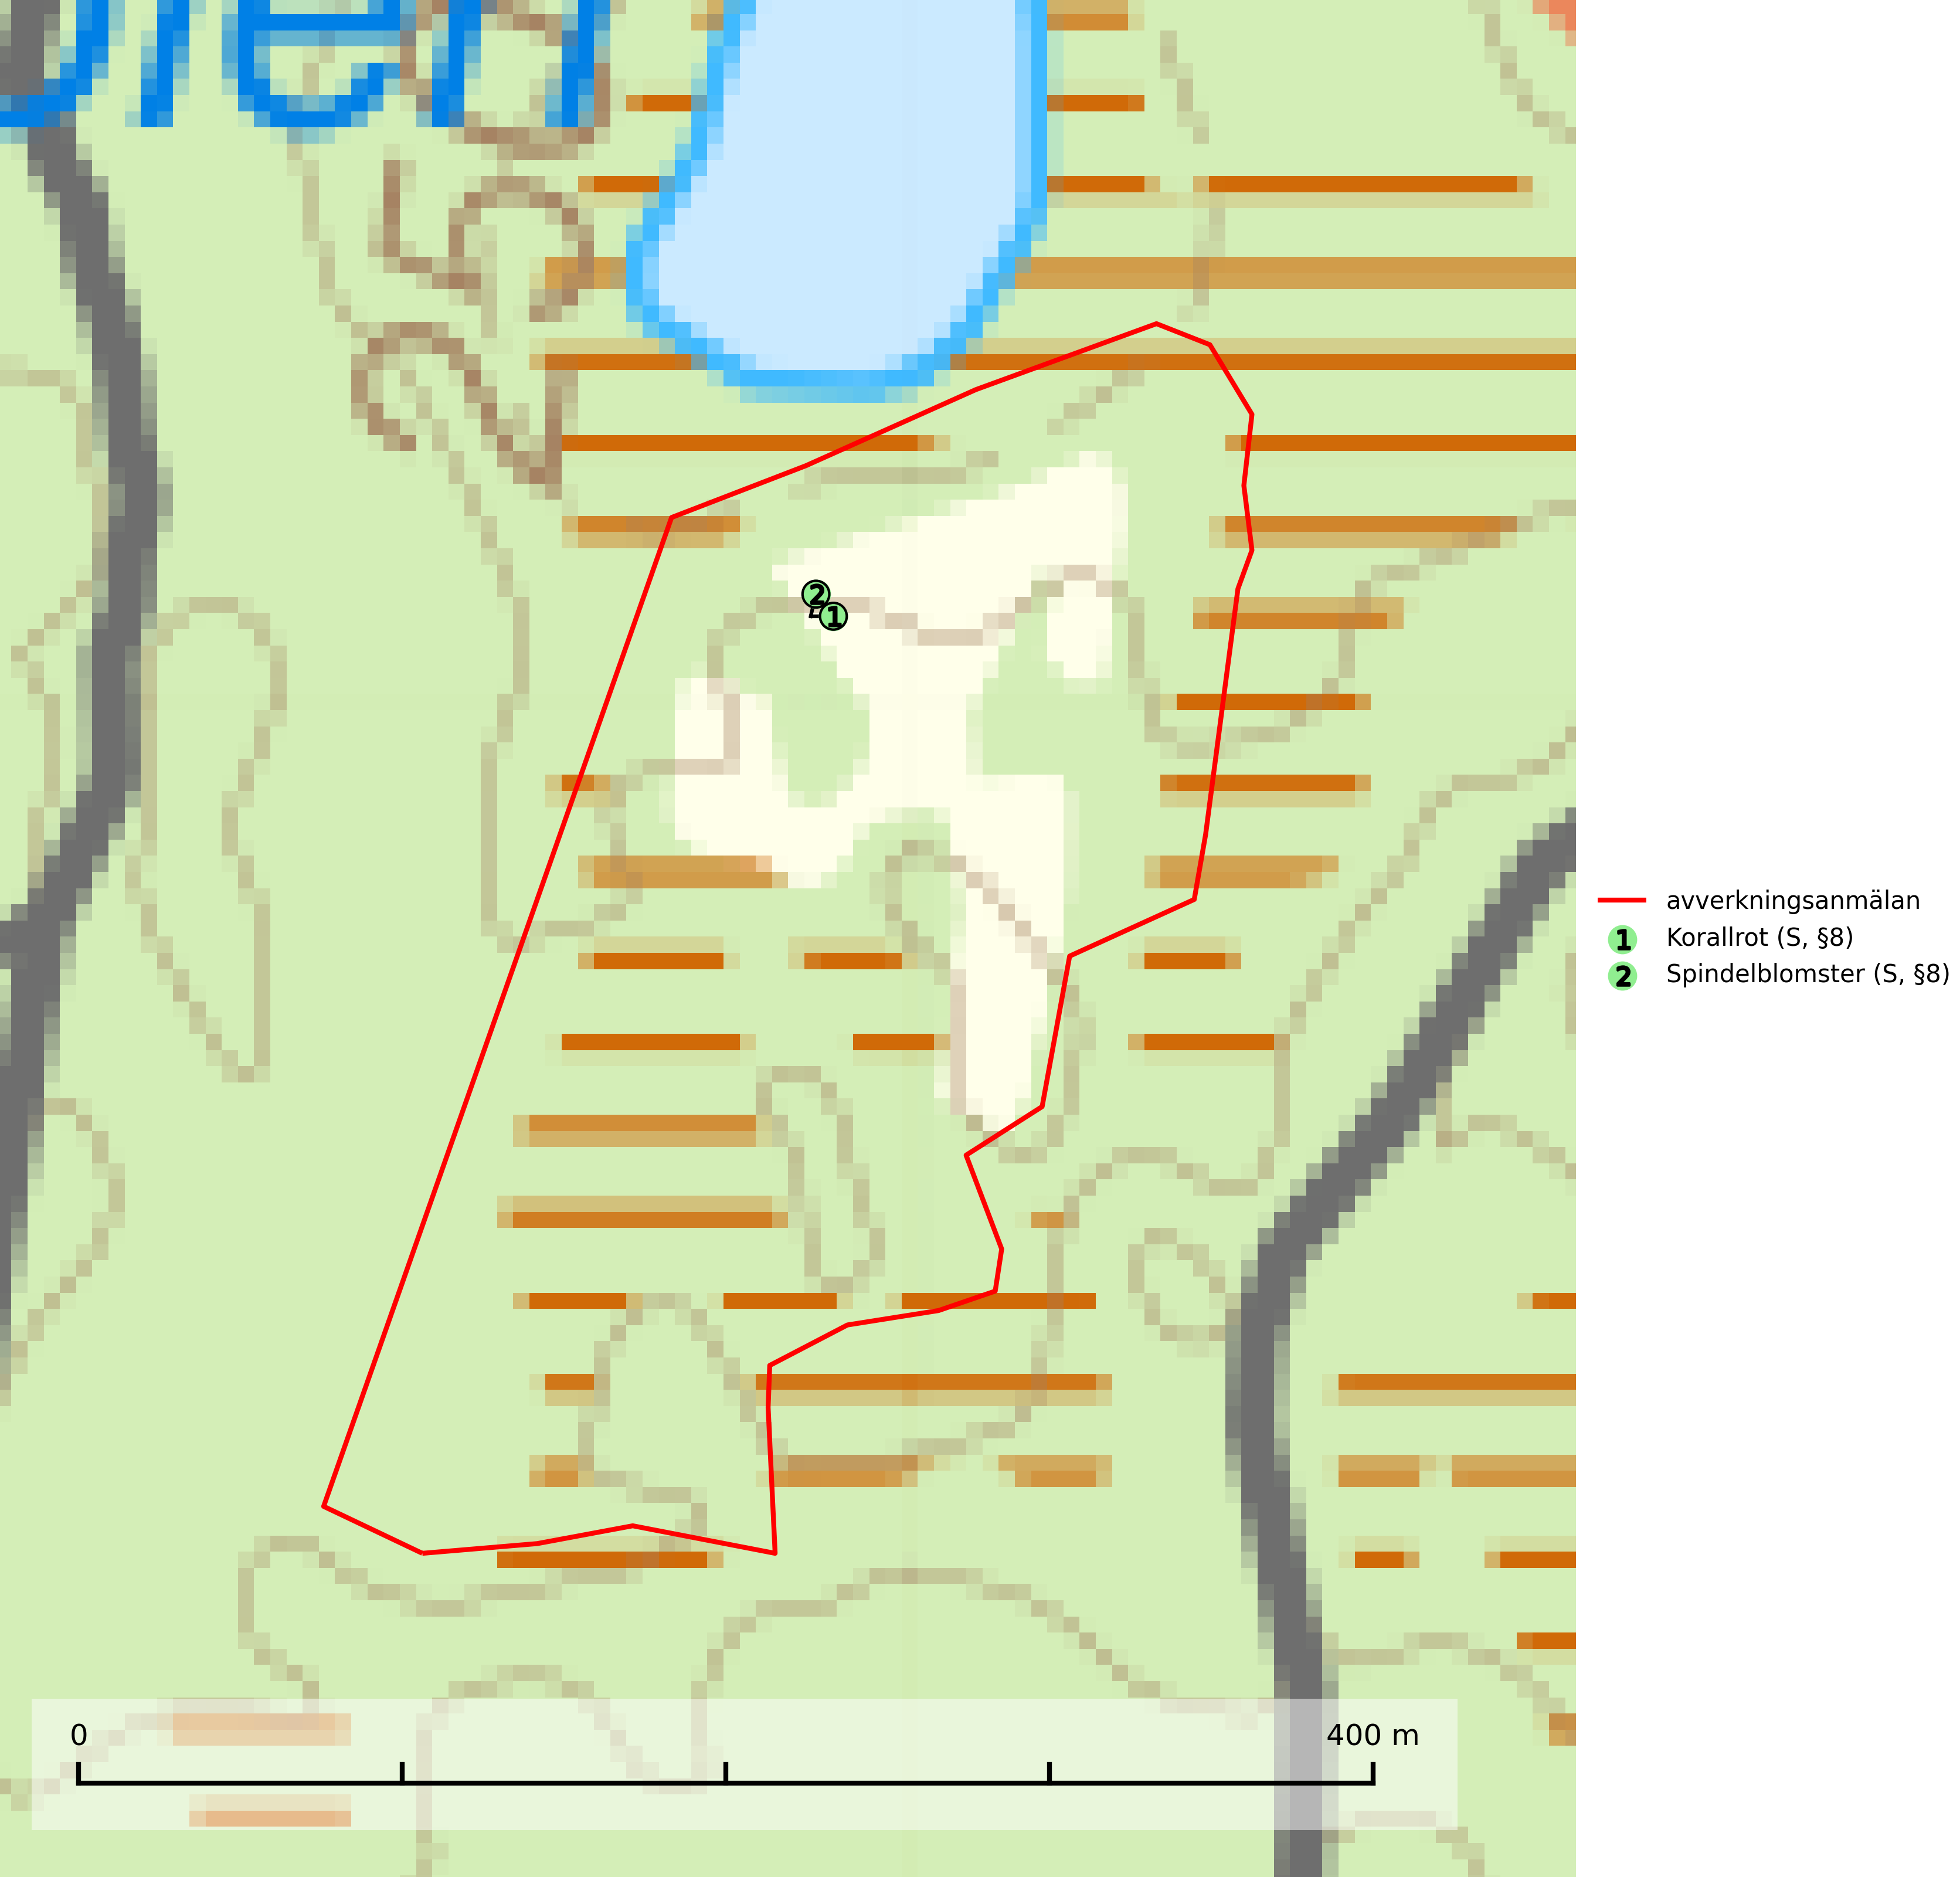 2
1
avverkningsanmälan
1 Korallrot (S, §8)
2 Spindelblomster (S, §8)
0 400 m